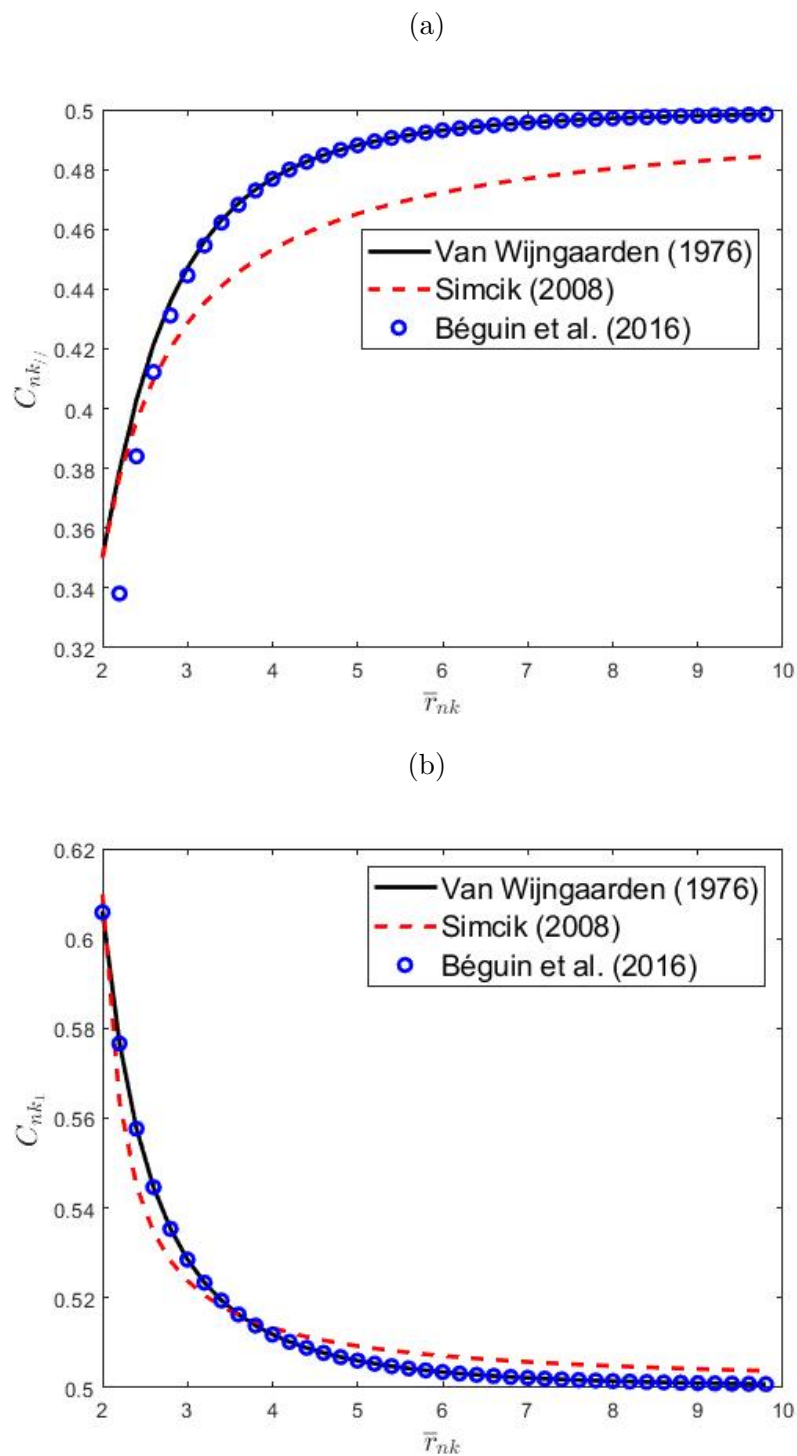 (a)
0.5
0.48
0.46
0.44
0.42
0.4
0.38
0.36
0.34
0.32
C_{nk_{//}}
Van Wijngaarden (1976)
Simcik (2008)
Béguin et al. (2016)
2 3 4 5 6 7 8 9 10
r̅_{nk}
(b)
0.62
0.6
0.58
0.56
0.54
0.52
0.5
C_{nk_⊥}
Van Wijngaarden (1976)
Simcik (2008)
Béguin et al. (2016)
2 3 4 5 6 7 8 9 10
r̅_{nk}